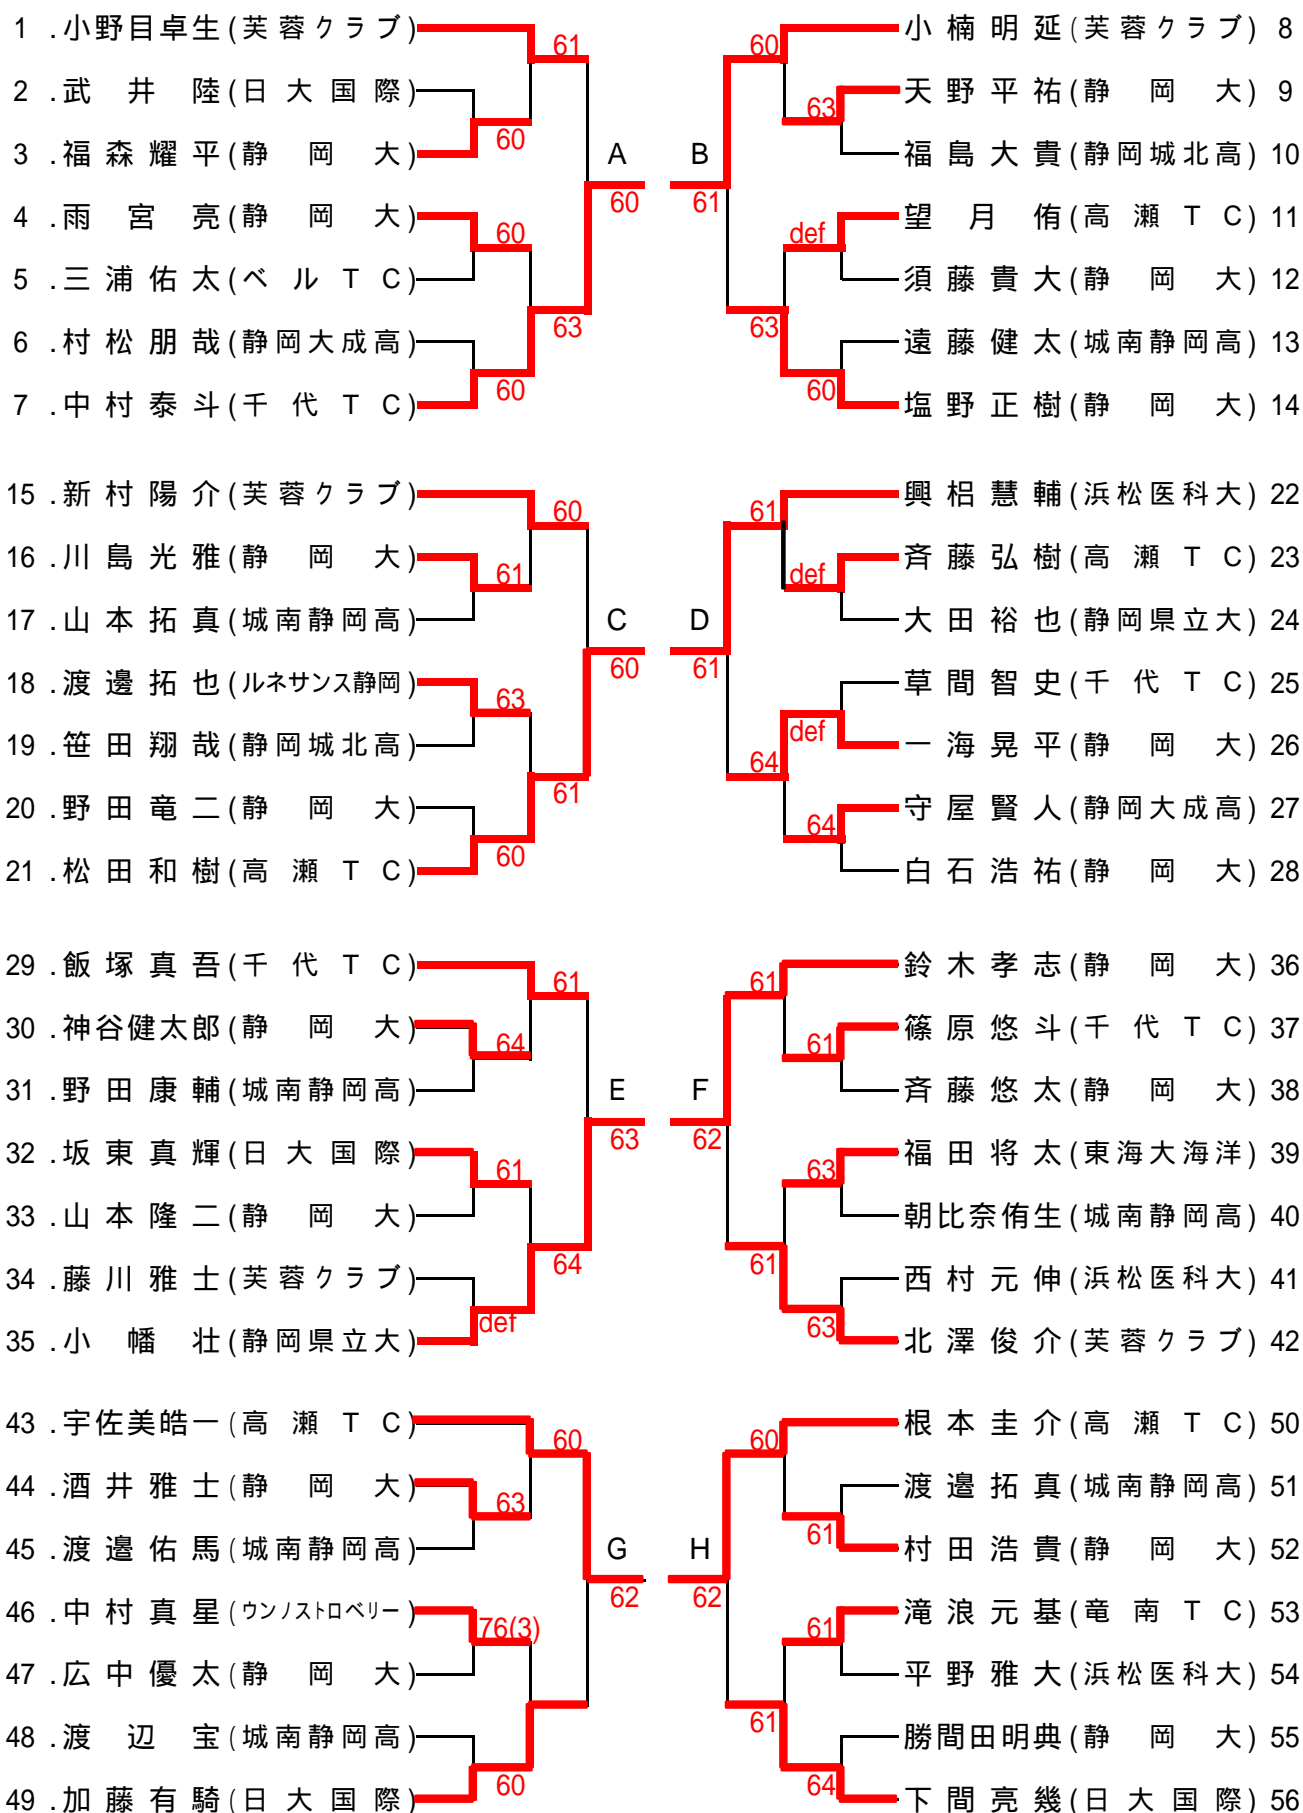 1 .小野目卓生(芙蓉クラブ) 61 60 小楠明延(芙蓉クラブ) 8
2 .武井陸(日大国際) 63 天野平祐(静岡大) 9
3 .福森耀平(静岡大) 60 A B 福島大貴(静岡城北高) 10
60 61
4 .雨宮亮(静岡大) 60 def 望月侑(高瀬TC) 11
5 .三浦佑太(ベルTC) 須藤貴大(静岡大) 12
63 63
6 .村松朋哉(静岡大成高) 遠藤健太(城南静岡高) 13
7 .中村泰斗(千代TC) 60 60 塩野正樹(静岡大) 14
15 .新村陽介(芙蓉クラブ) 60 61 興梠慧輔(浜松医科大) 22
16 .川島光雅(静岡大) 61 def 斉藤弘樹(高瀬TC) 23
17 .山本拓真(城南静岡高) C D 大田裕也(静岡県立大) 24
60 61
18 .渡邊拓也(ルネサンス静岡) 63 草間智史(千代TC) 25
19 .笹田翔哉(静岡城北高) def 一海晃平(静岡大) 26
61 64
20 .野田竜二(静岡大) 64 守屋賢人(静岡大成高) 27
21 .松田和樹(高瀬TC) 60 白石浩祐(静岡大) 28
29 .飯塚真吾(千代TC) 61 61 鈴木孝志(静岡大) 36
30 .神谷健太郎(静岡大) 64 61 篠原悠斗(千代TC) 37
31 .野田康輔(城南静岡高) E F 斉藤悠太(静岡大) 38
63 62
32 .坂東真輝(日大国際) 61 63 福田将太(東海大海洋) 39
33 .山本隆二(静岡大) 朝比奈侑生(城南静岡高) 40
64 61
34 .藤川雅士(芙蓉クラブ) 西村元伸(浜松医科大) 41
35 .小幡壮(静岡県立大) def 63 北澤俊介(芙蓉クラブ) 42
43 .宇佐美皓一(高瀬TC) 60 60 根本圭介(高瀬TC) 50
44 .酒井雅士(静岡大) 63 渡邉拓真(城南静岡高) 51
45 .渡邉佑馬(城南静岡高) G H 61 村田浩貴(静岡大) 52
62 62
46 .中村真星(ウンノストロベリー) 76(3) 61 滝浪元基(竜南TC) 53
47 .広中優太(静岡大) 平野雅大(浜松医科大) 54
61
48 .渡辺宝(城南静岡高) 勝間田明典(静岡大) 55
49 .加藤有騎(日大国際) 60 64 下間亮幾(日大国際) 56